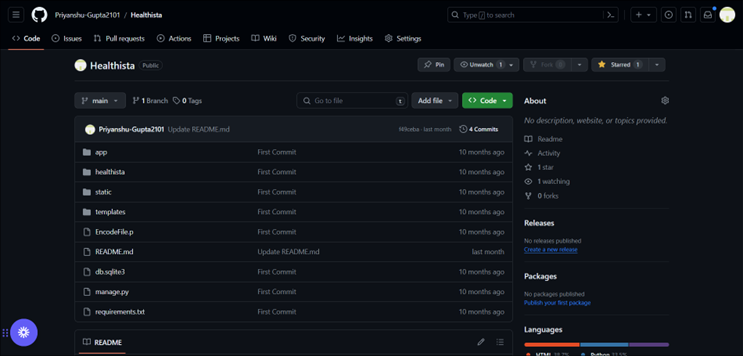 Priyanshu-Gupta2101 / Healthista
Type / to search
Code
Issues
Pull requests
Actions
Projects
Wiki
Security
Insights
Settings
Healthista Public
Pin
Unwatch 1
Fork
Starred 1
main
1 Branch
0 Tags
Go to file
t
Add file
Code
Priyanshu-Gupta2101 Update README.md
last month
4 Commits
app First Commit 10 months ago
healthista First Commit 10 months ago
static First Commit 10 months ago
templates First Commit 10 months ago
EncodeFile.p First Commit 10 months ago
README.md Update README.md last month
db.sqlite3 First Commit 10 months ago
manage.py First Commit 10 months ago
requirements.txt First Commit 10 months ago
README
About
No description, website, or topics provided.
Readme
Activity
1 star
1 watching
0 forks
Releases
No releases published
Create a new release
Packages
No packages published
Publish your first package
Languages
HTML
Python